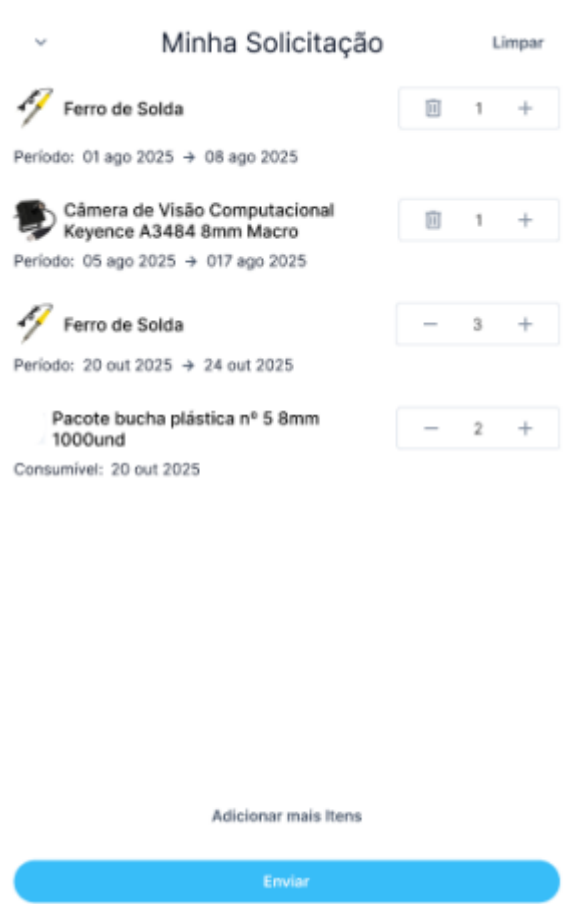 Minha Solicitação
Limpar
Ferro de Solda
1 +
Período: 01 ago 2025 → 08 ago 2025
Câmera de Visão Computacional
Keyence A3484 8mm Macro
1 +
Período: 05 ago 2025 → 017 ago 2025
Ferro de Solda
− 3 +
Período: 20 out 2025 → 24 out 2025
Pacote bucha plástica nº 5 8mm
1000und
− 2 +
Consumível: 20 out 2025
Adicionar mais Itens
Enviar